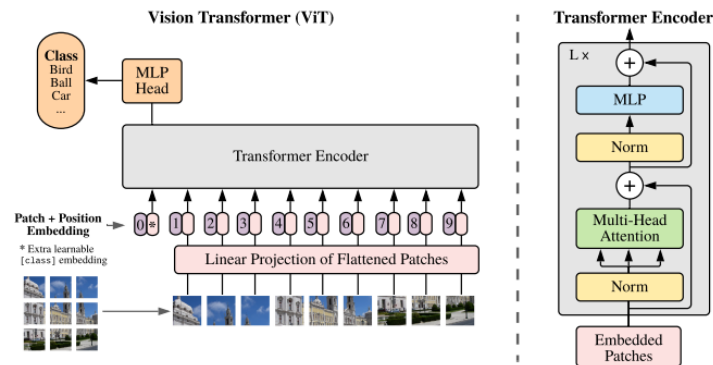 Vision Transformer (ViT)
Class
Bird
Ball
Car
...
MLP
Head
Transformer Encoder
Patch + Position
Embedding
0 * 1 2 3 4 5 6 7 8 9
* Extra learnable
[class] embedding
Linear Projection of Flattened Patches
Transformer Encoder
L x
+
MLP
Norm
+
Multi-Head
Attention
Norm
Embedded
Patches